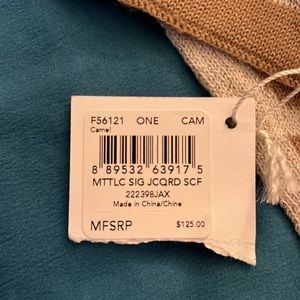 F56121 ONE CAM
Camel
8 89532 63917 5
MTTLC SIG JCQRD SCF
222398JAX
Made in China/Chine
MFSRP $125.00